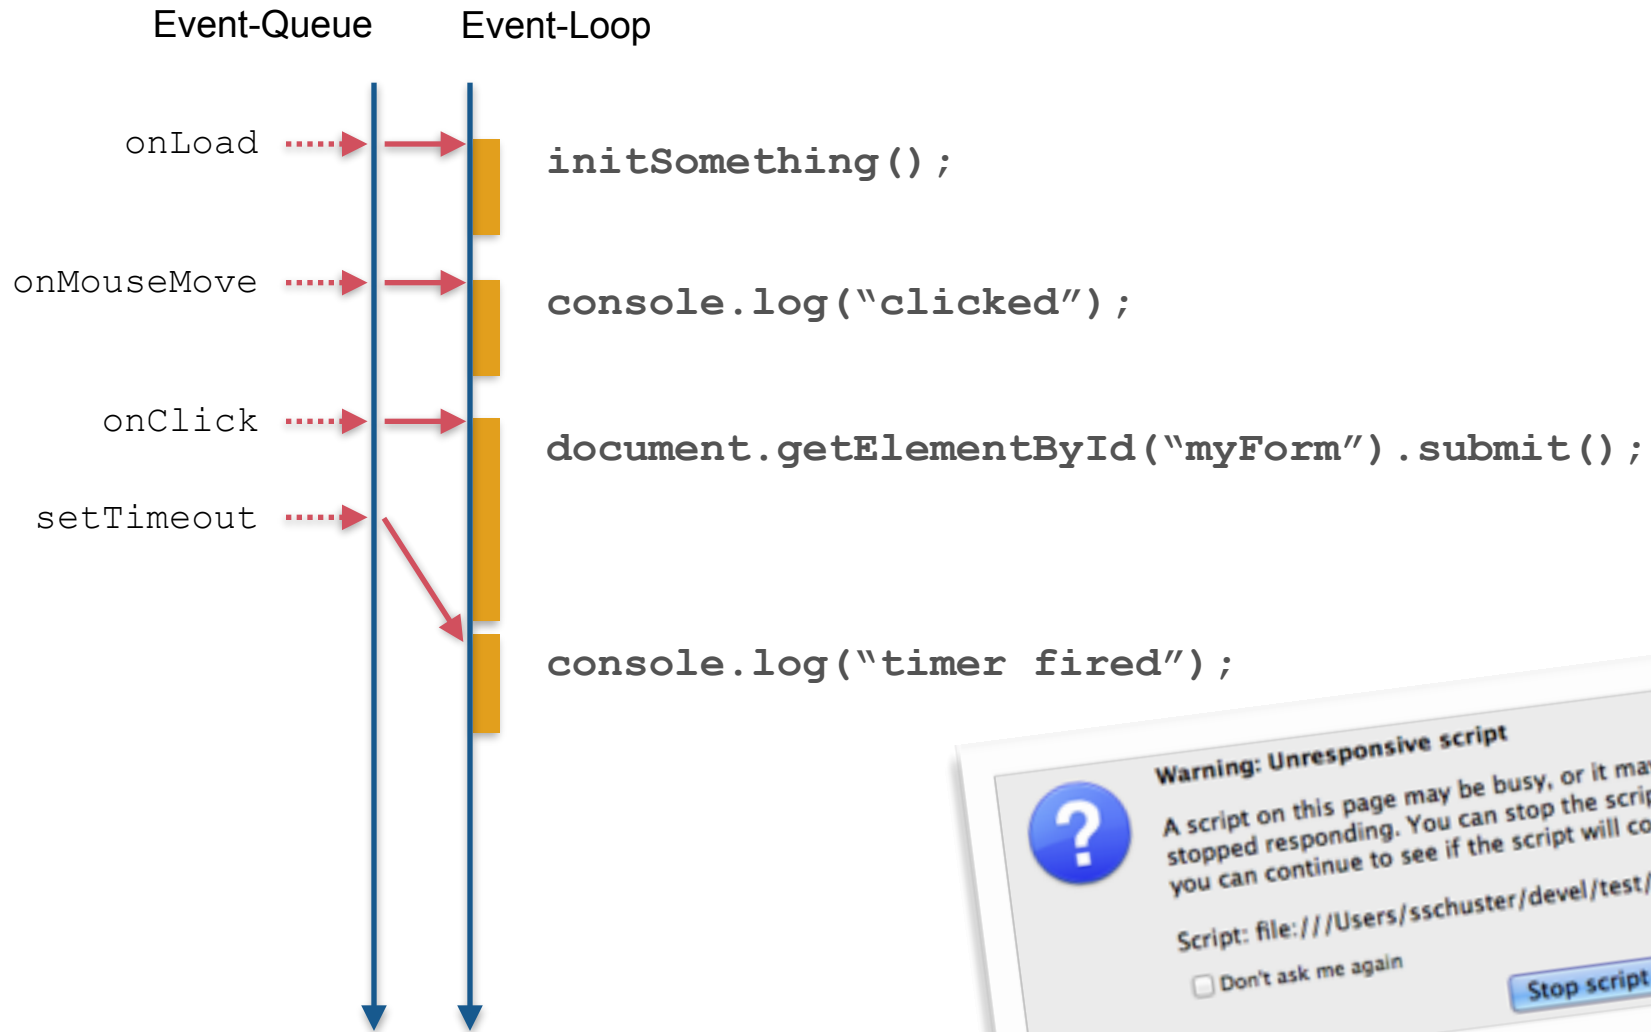 Event-Queue Event-Loop
onLoad initSomething();
onMouseMove console.log(“clicked”);
onClick document.getElementById(“myForm”).submit();
setTimeout
console.log(“timer fired”);
Warning: Unresponsive script
A script on this page may be busy, or it may
stopped responding. You can stop the
you can continue to see if the script will
Script: file:///Users/sschuster/devel/test/
Don't ask me again
Stop script